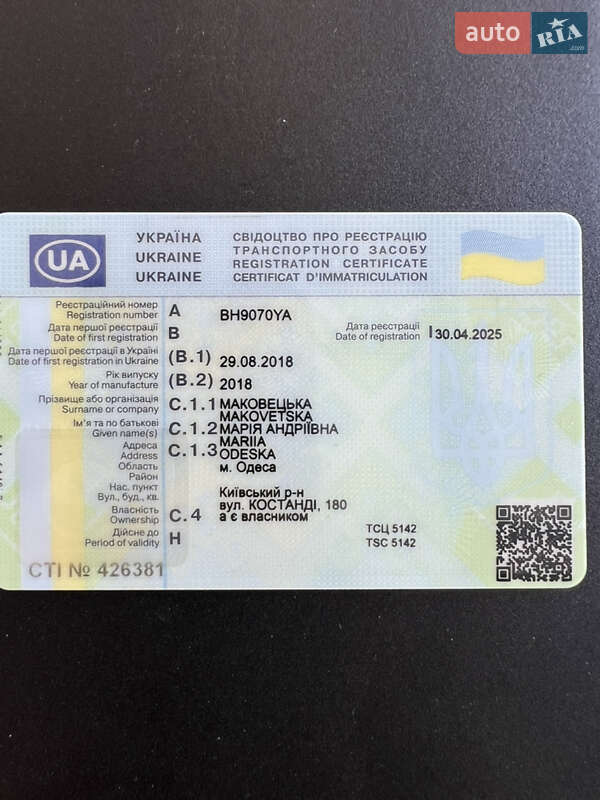 auto RIA .com
UA
УКРАЇНА
UKRAINE
UKRAINE
СВІДОЦТВО ПРО РЕЄСТРАЦІЮ
ТРАНСПОРТНОГО ЗАСОБУ
REGISTRATION CERTIFICATE
CERTIFICAT D'IMMATRICULATION
Реєстраційний номер
Registration number
A BH9070YA
Дата першої реєстрації
Date of first registration
B
Дата реєстрації
Date of registration
I 30.04.2025
Дата першої реєстрації в Україні
Date of first registration in Ukraine
(B.1) 29.08.2018
Рік випуску
Year of manufacture
(B.2) 2018
Прізвище або організація
Surname or company
C.1.1 МАКОВЕЦЬКА
MAKOVETSKA
Ім'я та по батькові
Given name(s)
C.1.2 МАРІЯ АНДРІЇВНА
MARIIA
Адреса
Address
C.1.3 ODESKA
м. Одеса
Область
Район
Нас. пункт
Вул., буд., кв.
Київський р-н
вул. КОСТАНДІ, 180
Власність
Ownership
C.4 а є власником
Дійсне до
Period of validity
H
ТСЦ 5142
TSC 5142
СТІ № 426381